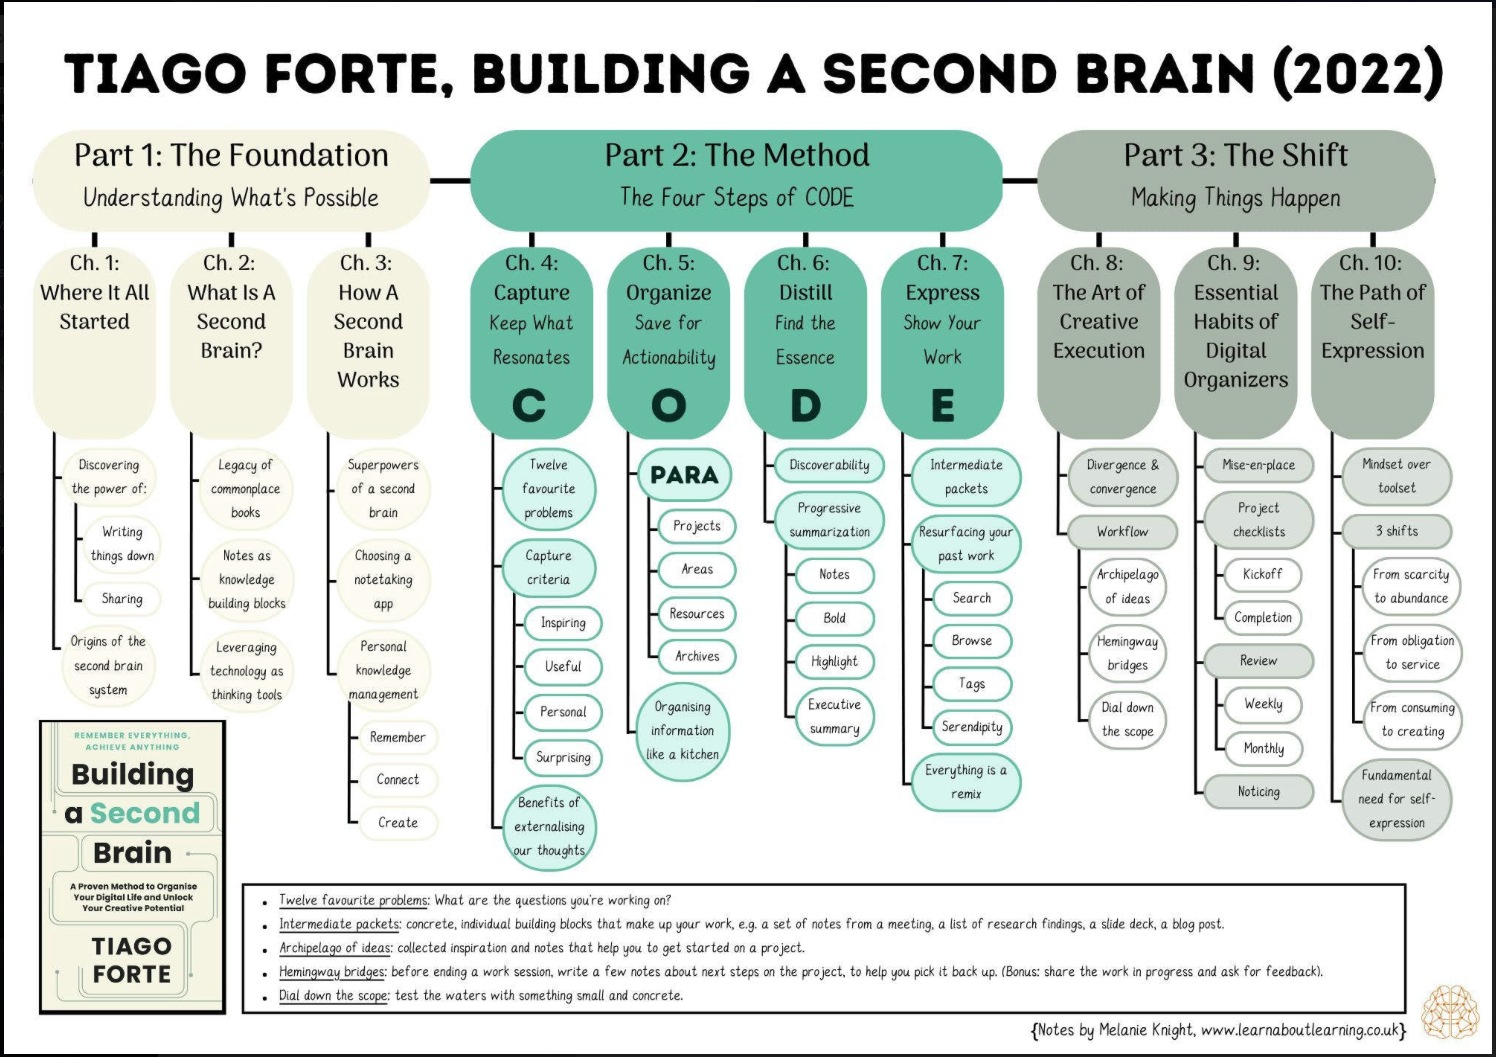 TIAGO FORTE, BUILDING A SECOND BRAIN (2022)
Part 1: The Foundation
Understanding What's Possible
Ch. 1:
Where It All
Started
Discovering
the power of:
Writing
things down
Sharing
Origins of the
second brain
system
Ch. 2:
What Is A
Second
Brain?
Legacy of
commonplace
books
Notes as
knowledge
building blocks
Leveraging
technology as
thinking tools
Ch. 3:
How A
Second
Brain
Works
Superpowers
of a second
brain
Choosing a
notetaking
app
Personal
knowledge
management
Remember
Connect
Create
Part 2: The Method
The Four Steps of CODE
Ch. 4:
Capture
Keep What
Resonates
C
Twelve
favourite
problems
Capture
criteria
Inspiring
Useful
Personal
Surprising
Benefits of
externalising
our thoughts
Ch. 5:
Organize
Save for
Actionability
O
PARA
Projects
Areas
Resources
Archives
Organising
information
like a kitchen
Ch. 6:
Distill
Find the
Essence
D
Discoverability
Progressive
summarization
Notes
Bold
Highlight
Executive
summary
Ch. 7:
Express
Show Your
Work
E
Intermediate
packets
Resurfacing your
past work
Search
Browse
Tags
Serendipity
Everything is a
remix
Part 3: The Shift
Making Things Happen
Ch. 8:
The Art of
Creative
Execution
Divergence &
convergence
Workflow
Archipelago
of ideas
Hemingway
bridges
Dial down
the scope
Ch. 9:
Essential
Habits of
Digital
Organizers
Mise-en-place
Project
checklists
Kickoff
Completion
Review
Weekly
Monthly
Noticing
Ch. 10:
The Path of
Self-
Expression
Mindset over
toolset
3 shifts
From scarcity
to abundance
From obligation
to service
From consuming
to creating
Fundamental
need for self-
expression
REMEMBER EVERYTHING,
ACHIEVE ANYTHING
Building
a Second
Brain
A Proven Method to Organise
Your Digital Life and Unlock
Your Creative Potential
TIAGO
FORTE
• Twelve favourite problems: What are the questions you're working on?
• Intermediate packets: concrete, individual building blocks that make up your work, e.g. a set of notes from a meeting, a list of research findings, a slide deck, a blog post.
• Archipelago of ideas: collected inspiration and notes that help you to get started on a project.
• Hemingway bridges: before ending a work session, write a few notes about next steps on the project, to help you pick it back up. (Bonus: share the work in progress and ask for feedback).
• Dial down the scope: test the waters with something small and concrete.
{Notes by Melanie Knight, www.learnaboutlearning.co.uk}